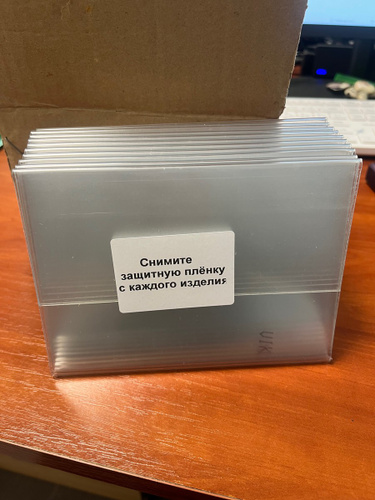 Снимите
защитную плёнку
с каждого изделия